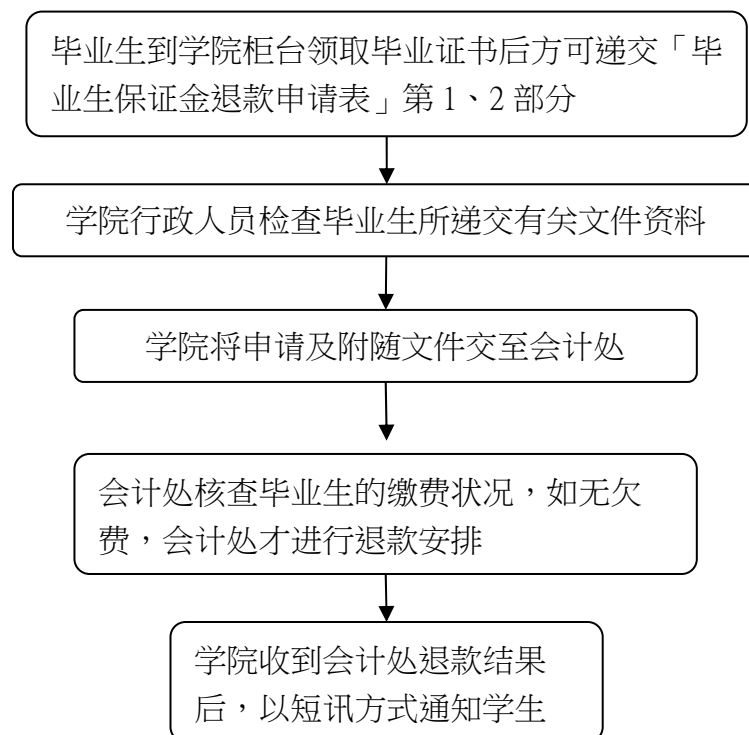 毕业生到学院柜台领取毕业证书后方可递交「毕
业生保证金退款申请表」第 1、2 部分
学院行政人员检查毕业生所递交有关文件资料
学院将申请及附随文件交至会计处
会计处核查毕业生的缴费状况，如无欠
费，会计处才进行退款安排
学院收到会计处退款结果
后，以短讯方式通知学生